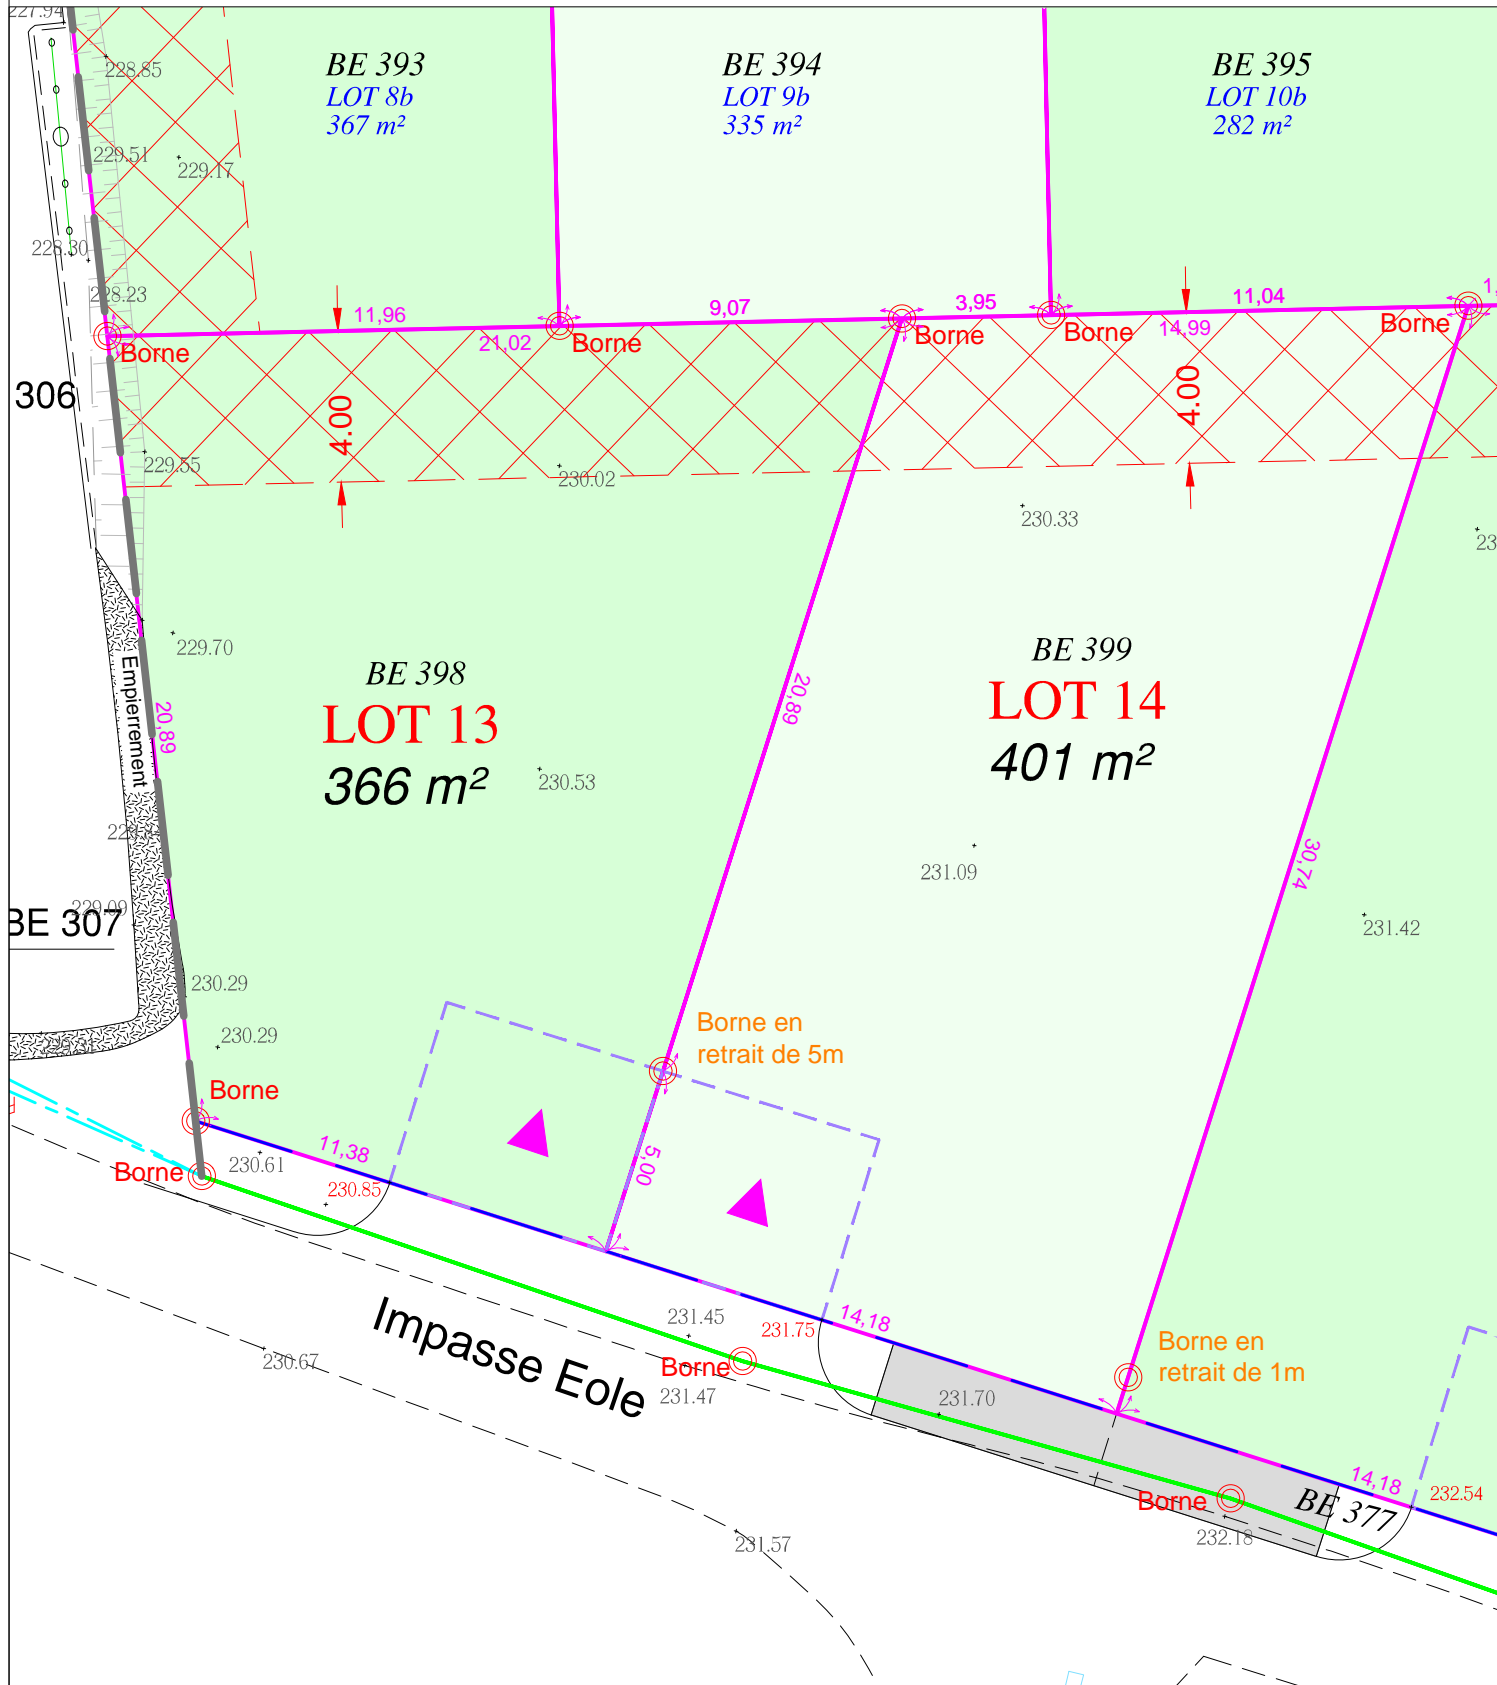 227.94
BE 393
LOT 8b
367 m²
BE 394
LOT 9b
335 m²
BE 395
LOT 10b
282 m²
228.85
229.51
229.17
228.30
228.23
11,96
9,07
3,95
11,04
1,
21,02
14,99
Borne
Borne
Borne
Borne
Borne
306
4.00
4.00
229.55
230.02
230.33
23
229.70
BE 398
LOT 13
366 m²
BE 399
LOT 14
401 m²
Empierrement
20,89
20,89
30,74
230.53
231.09
231.42
229.09
BE 307
230.29
230.29
Borne en
retrait de 5m
Borne
11,38
5,00
Borne
230.61
230.85
Impasse Eole
231.45
231.75
14,18
Borne
231.47
230.67
231.70
Borne en
retrait de 1m
14,18
232.54
BE 377
Borne
232.18
231.57